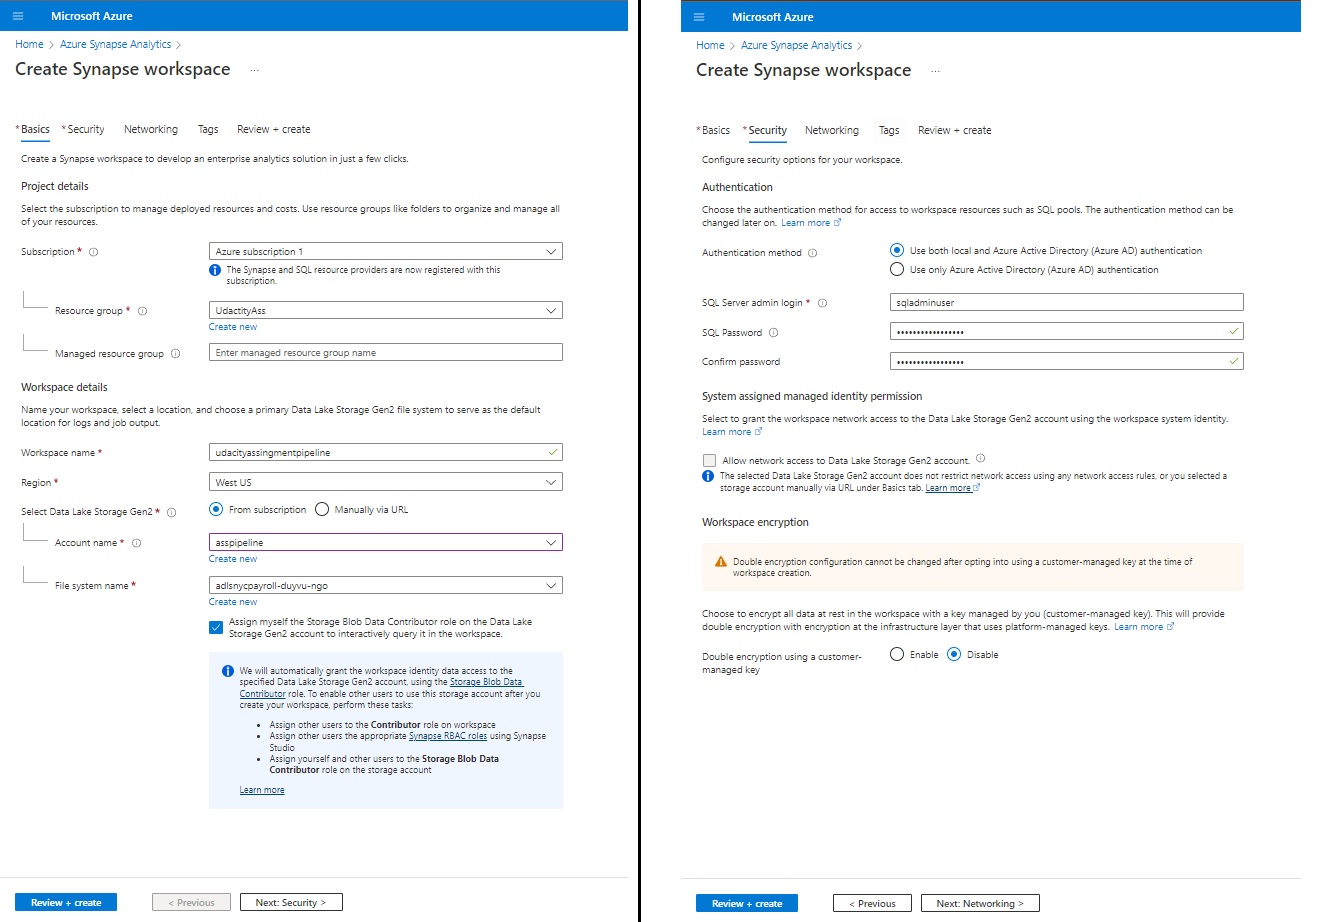 Microsoft Azure
Home > Azure Synapse Analytics >
Create Synapse workspace ...
* Basics * Security Networking Tags Review + create
Create a Synapse workspace to develop an enterprise analytics solution in just a few clicks.
Project details
Select the subscription to manage deployed resources and costs. Use resource groups like folders to organize and manage all
of your resources.
Subscription *
Azure subscription 1
The Synapse and SQL resource providers are now registered with this
subscription.
Resource group *
UdactityAss
Create new
Managed resource group
Enter managed resource group name
Workspace details
Name your workspace, select a location, and choose a primary Data Lake Storage Gen2 file system to serve as the default
location for logs and job output.
Workspace name *
udacityassingmentpipeline
Region *
West US
Select Data Lake Storage Gen2 *
From subscription Manually via URL
Account name *
asspipeline
Create new
File system name *
adlsnycpayroll-duyvu-ngo
Create new
Assign myself the Storage Blob Data Contributor role on the Data Lake
Storage Gen2 account to interactively query it in the workspace.
We will automatically grant the workspace identity data access to the
specified Data Lake Storage Gen2 account, using the Storage Blob Data
Contributor role. To enable other users to use this storage account after you
create your workspace, perform these tasks:
• Assign other users to the Contributor role on workspace
• Assign other users the appropriate Synapse RBAC roles using Synapse
Studio
• Assign yourself and other users to the Storage Blob Data
Contributor role on the storage account
Learn more
Review + create < Previous Next: Security >
Microsoft Azure
Home > Azure Synapse Analytics >
Create Synapse workspace ...
* Basics * Security Networking Tags Review + create
Configure security options for your workspace.
Authentication
Choose the authentication method for access to workspace resources such as SQL pools. The authentication method can be
changed later on. Learn more
Authentication method
Use both local and Azure Active Directory (Azure AD) authentication
Use only Azure Active Directory (Azure AD) authentication
SQL Server admin login *
sqladminuser
SQL Password
•••••••••••••••••
Confirm password
•••••••••••••••••
System assigned managed identity permission
Select to grant the workspace network access to the Data Lake Storage Gen2 account using the workspace system identity.
Learn more
Allow network access to Data Lake Storage Gen2 account.
The selected Data Lake Storage Gen2 account does not restrict network access using any network access rules, or you selected a
storage account manually via URL under Basics tab. Learn more
Workspace encryption
Double encryption configuration cannot be changed after opting into using a customer-managed key at the time of
workspace creation.
Choose to encrypt all data at rest in the workspace with a key managed by you (customer-managed key). This will provide
double encryption with encryption at the infrastructure layer that uses platform-managed keys. Learn more
Double encryption using a customer-
managed key
Enable Disable
Review + create < Previous Next: Networking >